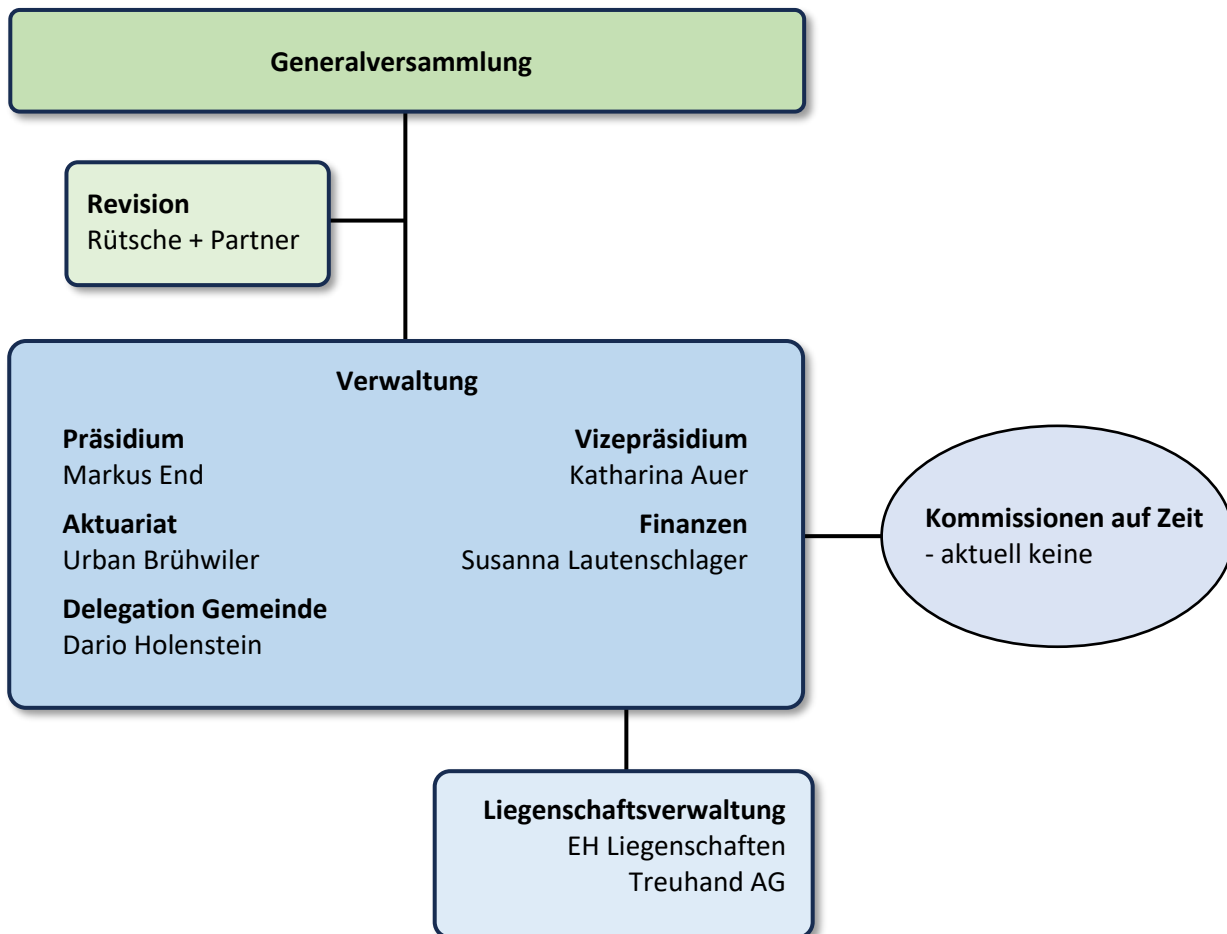 Generalversammlung
Revision
Rütsche + Partner
Verwaltung
Präsidium
Markus End
Vizepräsidium
Katharina Auer
Aktuariat
Urban Brühwiler
Finanzen
Susanna Lautenschlager
Delegation Gemeinde
Dario Holenstein
Kommissionen auf Zeit
- aktuell keine
Liegenschaftsverwaltung
EH Liegenschaften
Treuhand AG